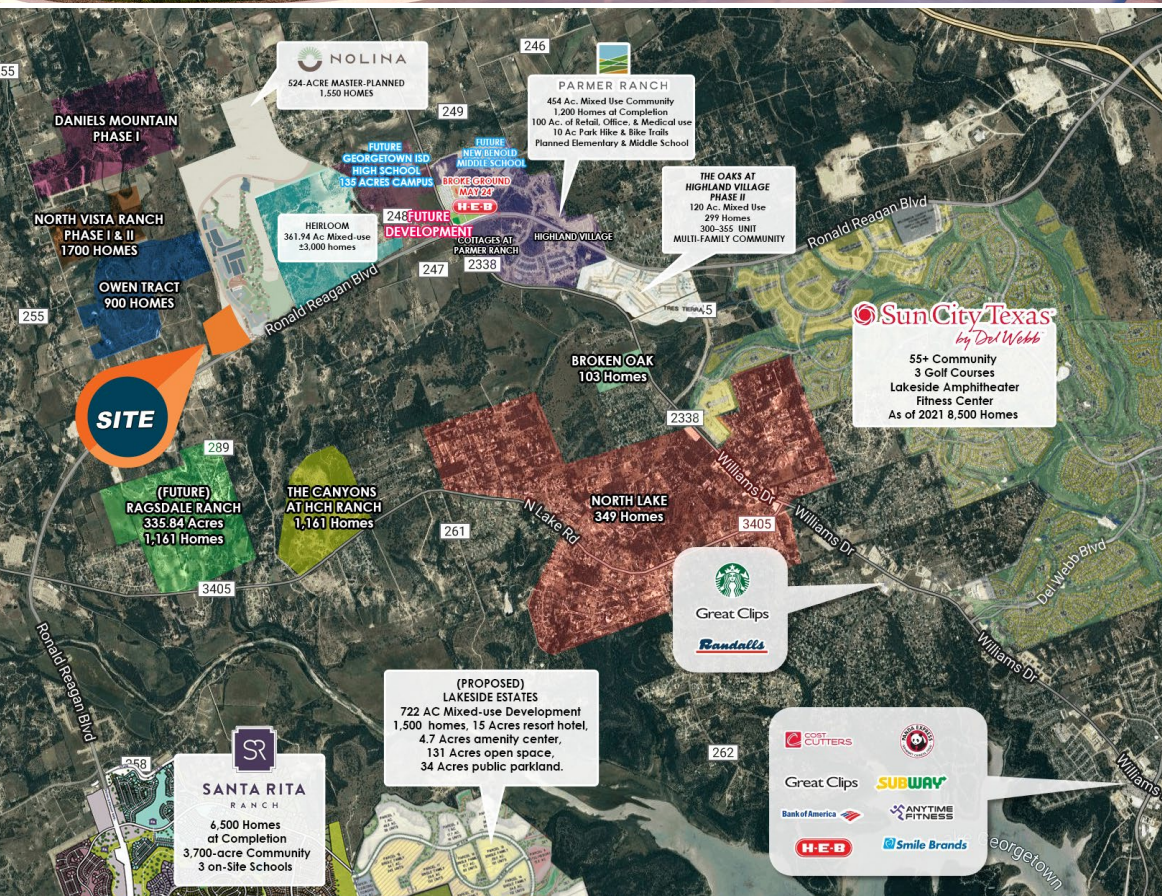 246
55
NOLINA
524-ACRE MASTER-PLANNED
1,550 HOMES
PARMER RANCH
454 Ac. Mixed Use Community
1,200 Homes at Completion
100 Ac. of Retail, Office, & Medical use
10 Ac Park Hike & Bike Trails
Planned Elementary & Middle School
249
DANIELS MOUNTAIN
PHASE I
FUTURE
GEORGETOWN ISD
HIGH SCHOOL
135 ACRES CAMPUS
FUTURE
NEW BENOLD
MIDDLE SCHOOL
BROKE GROUND
MAY 24'
H-E-B
THE OAKS AT
HIGHLAND VILLAGE
PHASE II
120 Ac. Mixed Use
299 Homes
300–355 UNIT
MULTI-FAMILY COMMUNITY
NORTH VISTA RANCH
PHASE I & II
1700 HOMES
HEIRLOOM
361.94 Ac Mixed-use
±3,000 homes
248
FUTURE
DEVELOPMENT
COTTAGES AT
PARMER RANCH
HIGHLAND VILLAGE
Ronald Reagan Blvd
247
2338
OWEN TRACT
900 HOMES
255
Ronald Reagan Blvd
TRES TIERRA
5
Sun City Texas
by Del Webb
55+ Community
3 Golf Courses
Lakeside Amphitheater
Fitness Center
As of 2021 8,500 Homes
BROKEN OAK
103 Homes
SITE
2338
289
Williams Dr
(FUTURE)
RAGSDALE RANCH
335.84 Acres
1,161 Homes
THE CANYONS
AT HCH RANCH
1,161 Homes
NORTH LAKE
349 Homes
N Lake Rd
261
3405
Williams Dr
3405
Starbucks
Great Clips
Randalls
Del Webb Blvd
Williams Dr
Ronald Reagan Blvd
(PROPOSED)
LAKESIDE ESTATES
722 AC Mixed-use Development
1,500 homes, 15 Acres resort hotel,
4.7 Acres amenity center,
131 Acres open space,
34 Acres public parkland.
262
258
SR
SANTA RITA
RANCH
6,500 Homes
at Completion
3,700-acre Community
3 on-Site Schools
COST CUTTERS
PANDA EXPRESS
Great Clips
SUBWAY
Bank of America
ANYTIME FITNESS
H-E-B
Smile Brands
Williams
eorgetown